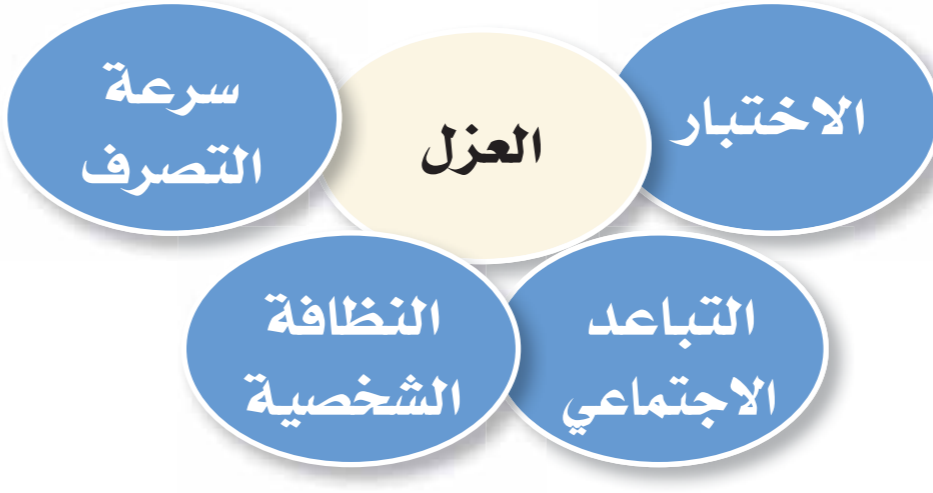 الاختبار
العزل
سرعة
التصرف
التباعد
الاجتماعي
النظافة
الشخصية